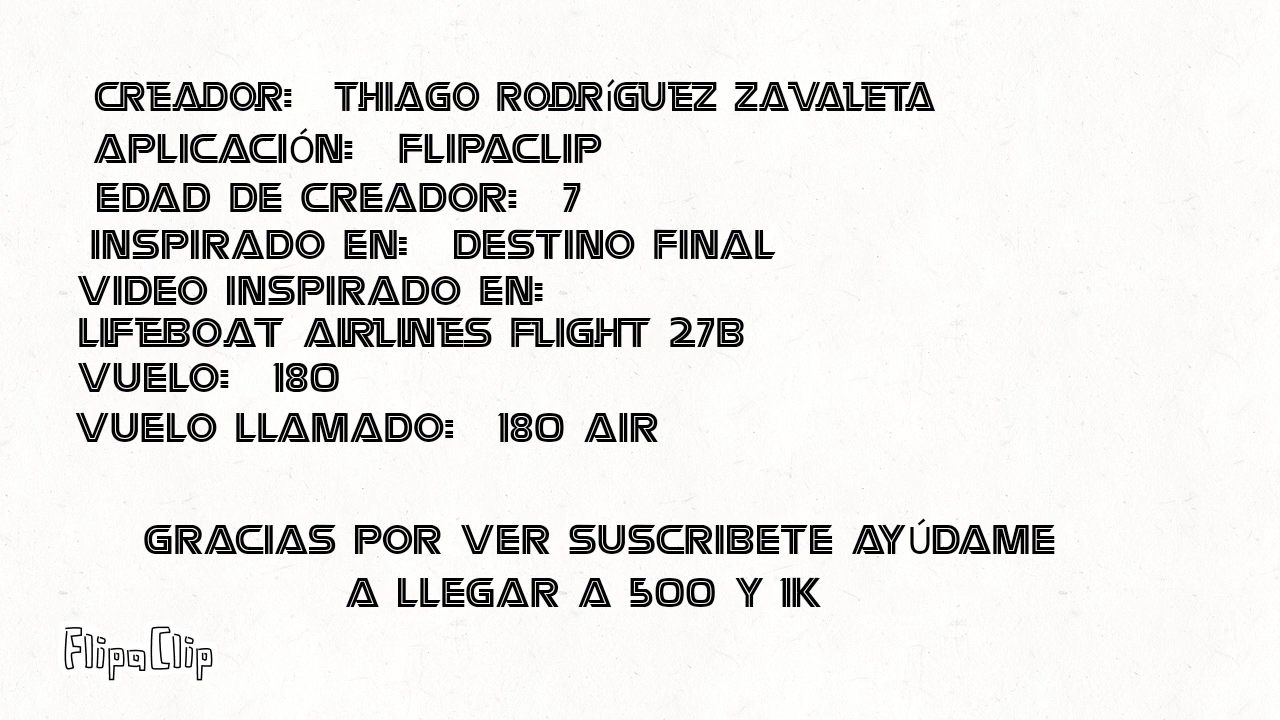 CREADOR: THIAGO RODRíGUEZ ZAVALETA
APLICACIÓN: FLIPACLIP
EDAD DE CREADOR: 7
INSPIRADO EN: DESTINO FINAL
VIDEO INSPIRADO EN:
LIFEBOAT AIRLINES FLIGHT 27B
VUELO: 180
VUELO LLAMADO: 180 AIR
GRACIAS POR VER SUSCRIBETE AYÚDAME
A LLEGAR A 500 Y 1K
FlipaClip